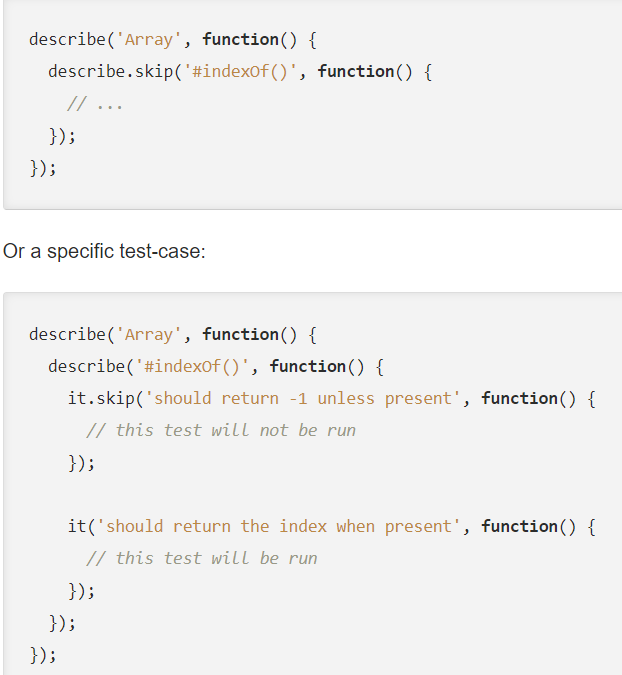 describe('Array', function() {
  describe.skip('#indexOf()', function() {
    // ...
  });
});
Or a specific test-case:
describe('Array', function() {
  describe('#indexOf()', function() {
    it.skip('should return -1 unless present', function() {
      // this test will not be run
    });

    it('should return the index when present', function() {
      // this test will be run
    });
  });
});